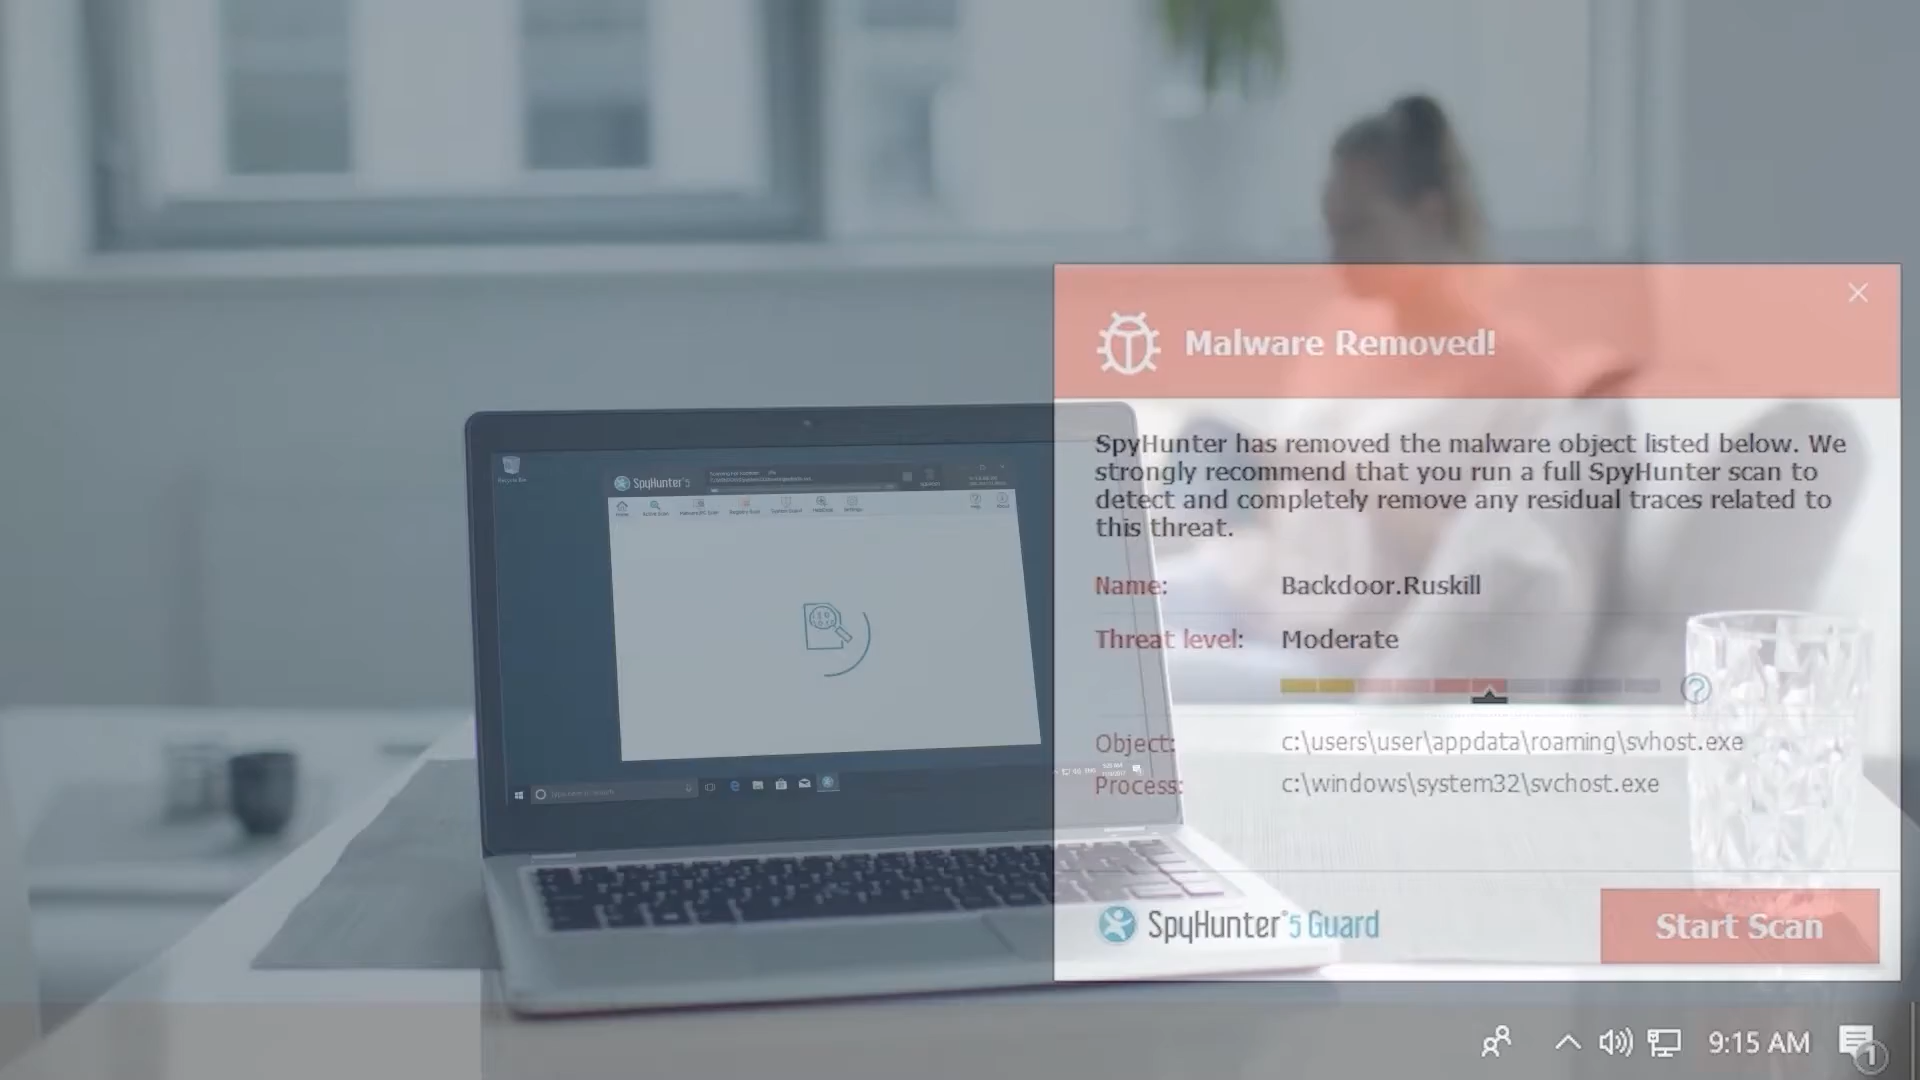 Malware Removed!
SpyHunter has removed the malware object listed below. We
strongly recommend that you run a full SpyHunter scan to
detect and completely remove any residual traces related to
this threat.
Name: Backdoor.Ruskill
Threat level: Moderate
?
Object: c:\users\user\appdata\roaming\svhost.exe
Process: c:\windows\system32\svchost.exe
SpyHunter® 5 Guard
Start Scan
SpyHunter® 5
Recycle Bin
9:15 AM
1